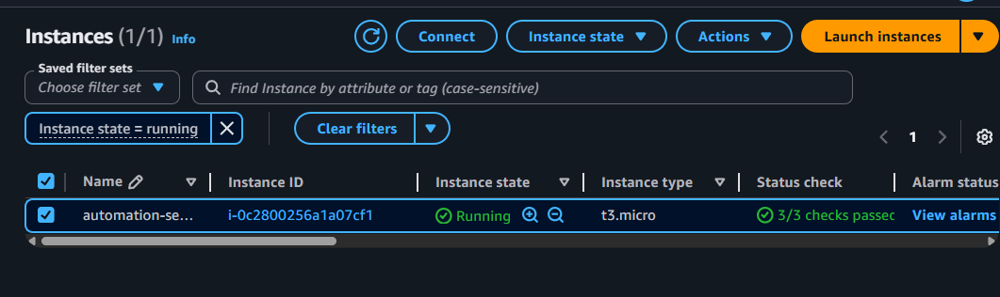 Instances (1/1) Info
Connect
Instance state
Actions
Launch instances
Saved filter sets
Choose filter set
Find Instance by attribute or tag (case-sensitive)
Instance state = running
Clear filters
1
Name Instance ID Instance state Instance type Status check Alarm status
automation-se... i-0c2800256a1a07cf1 Running t3.micro 3/3 checks passed View alarms